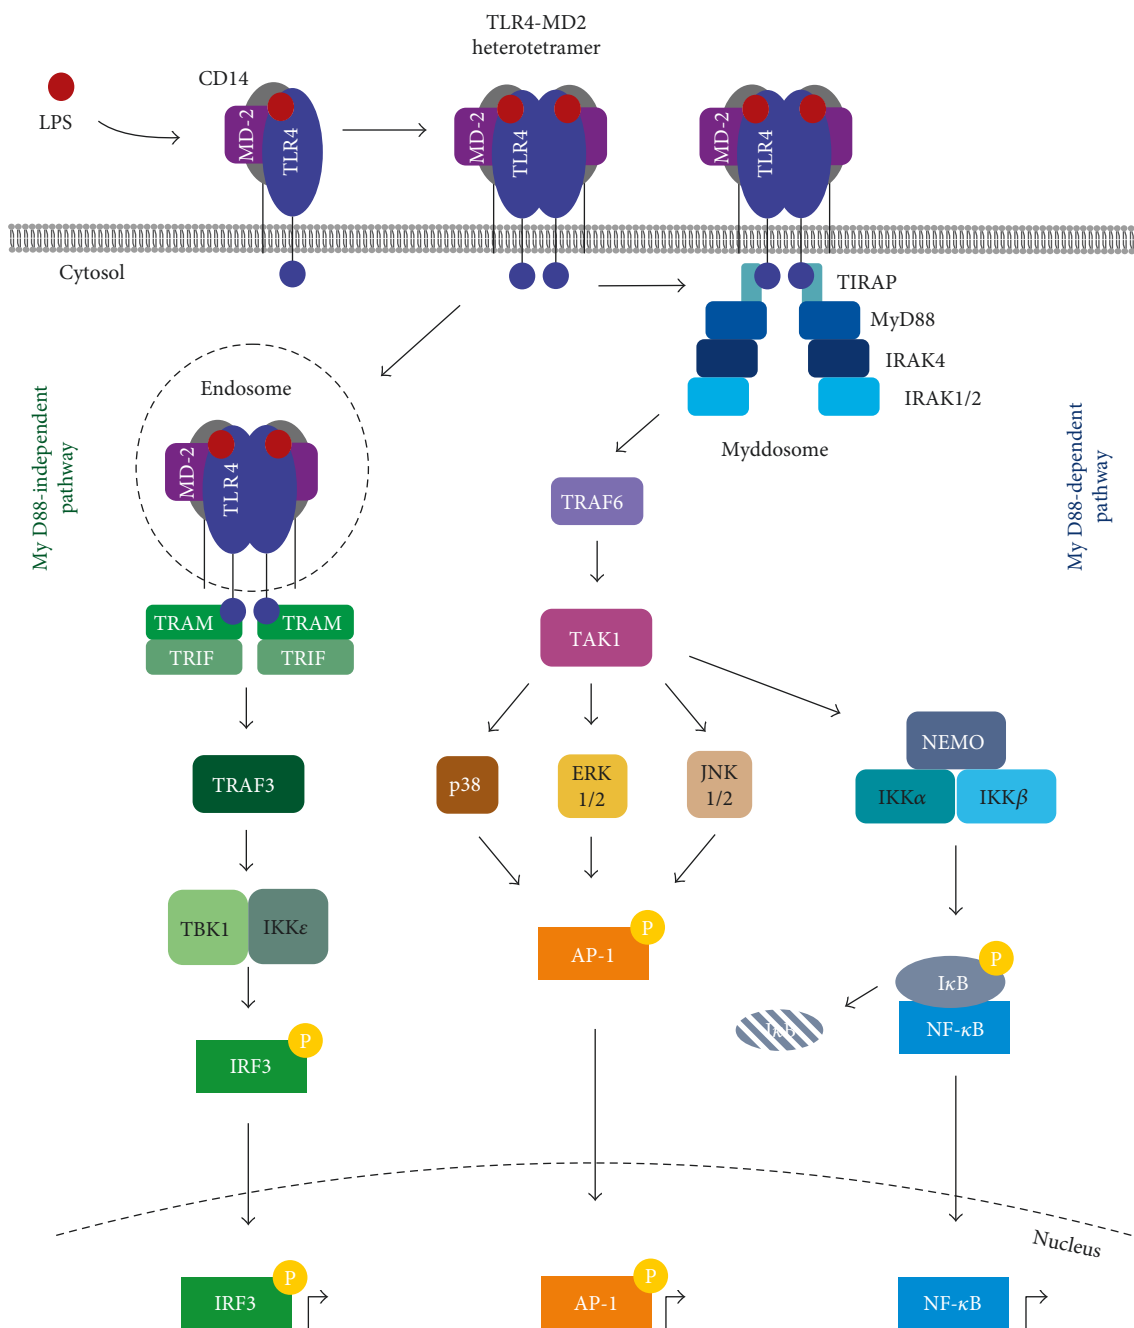 TLR4-MD2
heterotetramer
CD14
LPS
MD-2
TLR4
MD-2
TLR4
MD-2
TLR4
Cytosol
TIRAP
MyD88
IRAK4
IRAK1/2
Myddosome
Endosome
MD-2
TLR4
My D88-independent
pathway
My D88-dependent
pathway
TRAF6
TRAM
TRAM
TRIF
TRIF
TAK1
NEMO
IKKα
IKKβ
TRAF3
p38
ERK
1/2
JNK
1/2
TBK1
IKKε
AP-1
P
IκB
P
NF-κB
IκB
IRF3
P
Nucleus
IRF3
P
AP-1
P
NF-κB